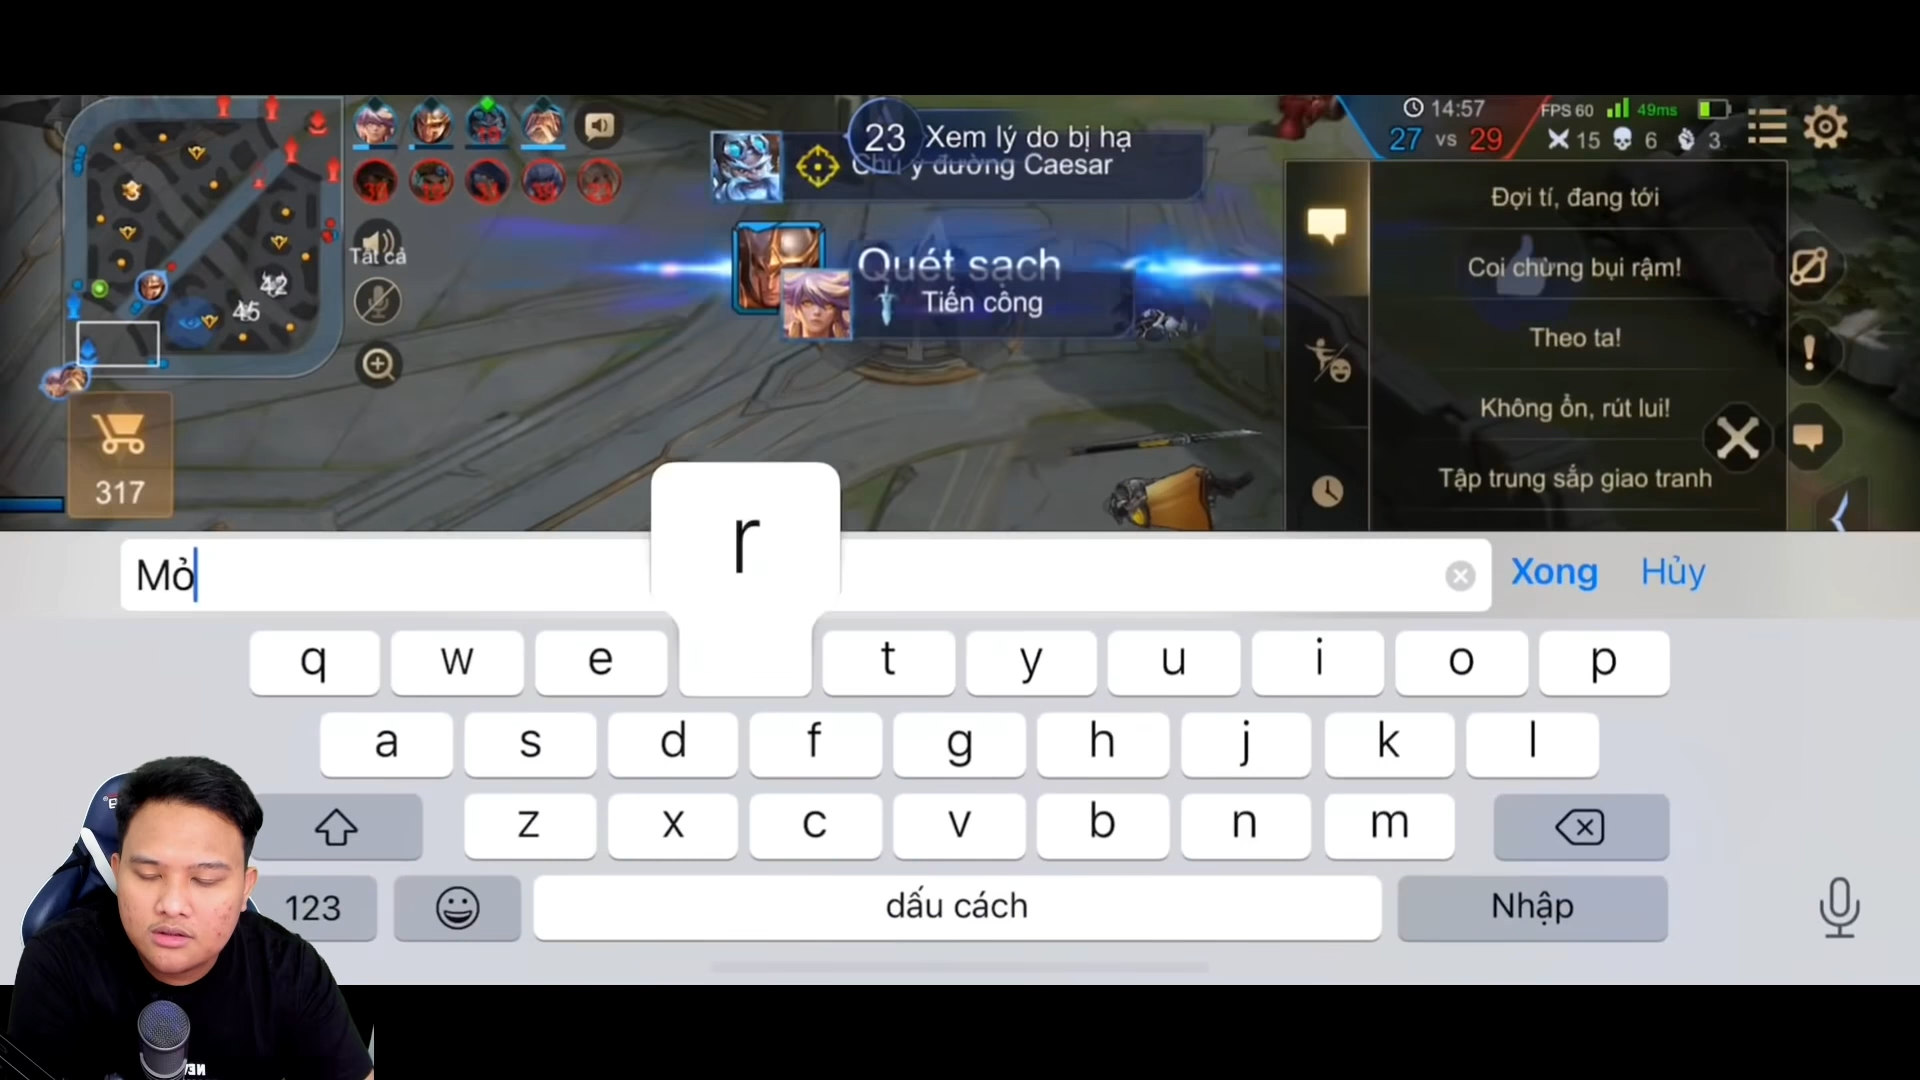 14:57
FPS 60 49ms
27 vs 29
15 6 3
23 Xem lý do bị hạ
Chú ý đường Caesar
Quét sạch
Tiến công
Tất cả
42
45
317
Đợi tí, đang tới
Coi chừng bụi rậm!
Theo ta!
Không ổn, rút lui!
Tập trung sắp giao tranh
Mỏ
Xong Hủy
r
q w e t y u i o p
a s d f g h j k l
z x c v b n m
123 dấu cách Nhập